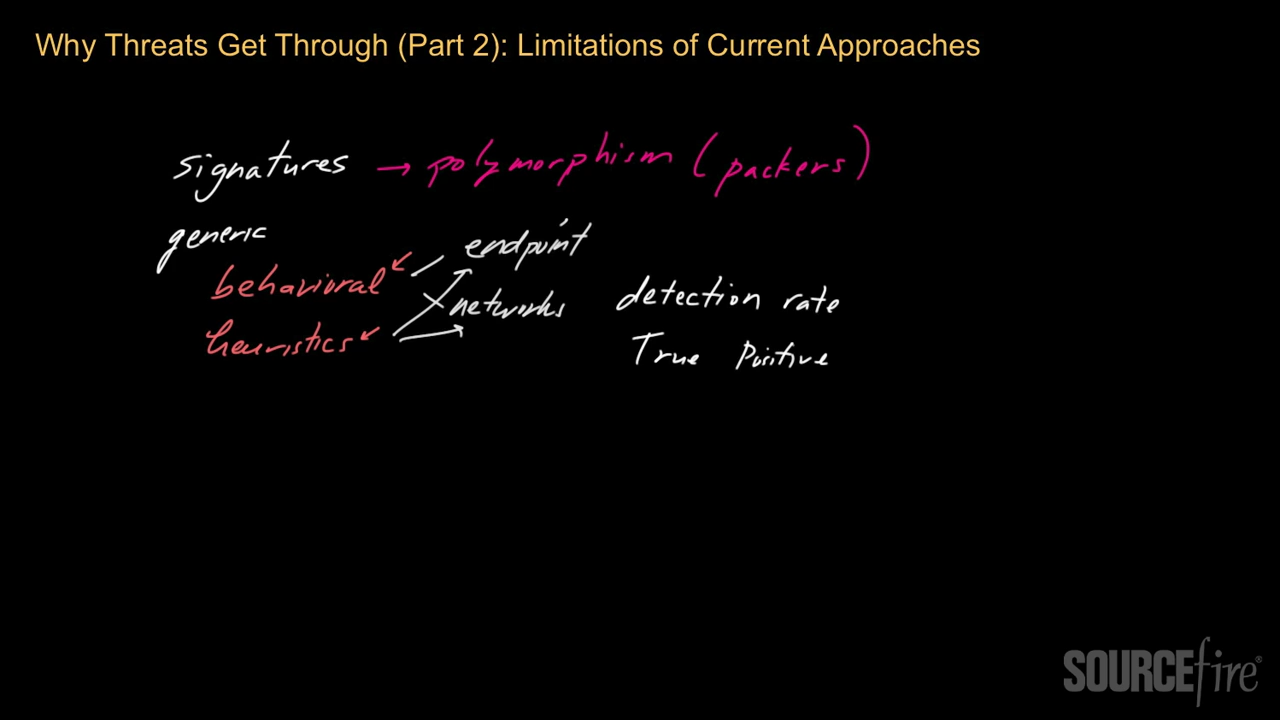 Why Threats Get Through (Part 2): Limitations of Current Approaches
signatures → polymorphism (packers)
generic
endpoint
behavioral
networks
detection rate
heuristics
True Positive
SOURCEfire®